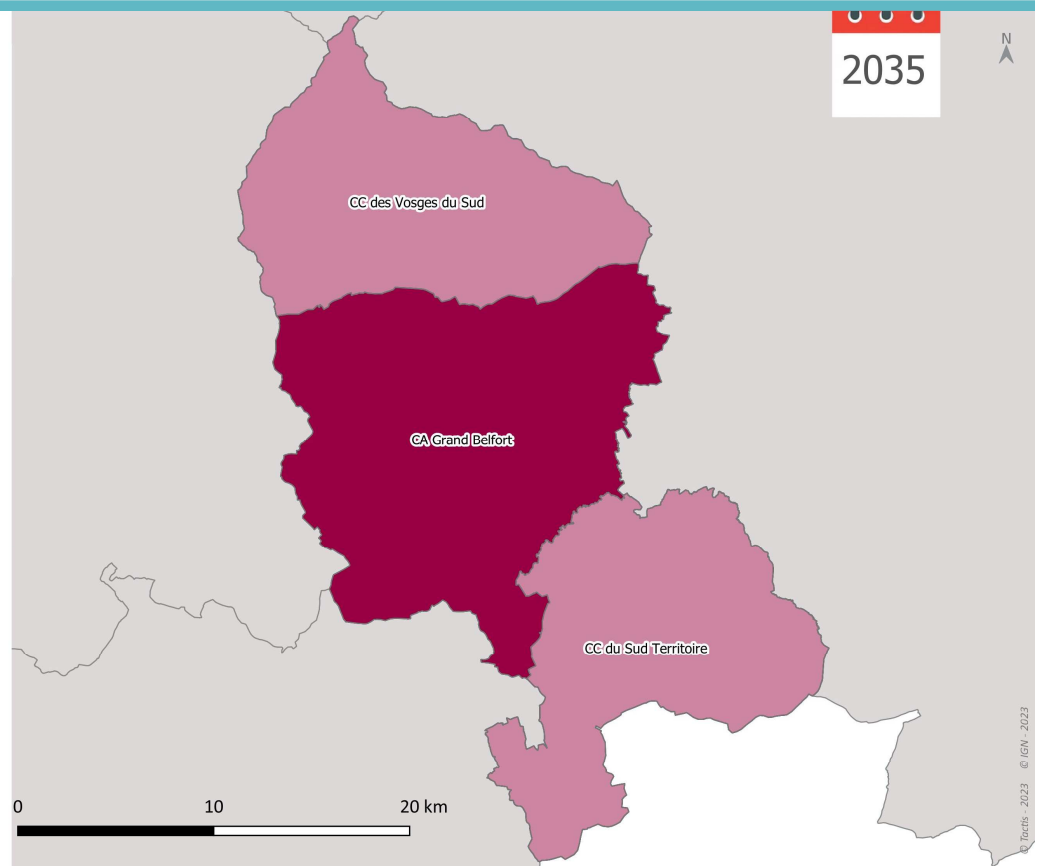 2035
N
CC des Vosges du Sud
CA Grand Belfort
CC du Sud Territoire
0 10 20 km
© Tactis - 2023 © IGN - 2023